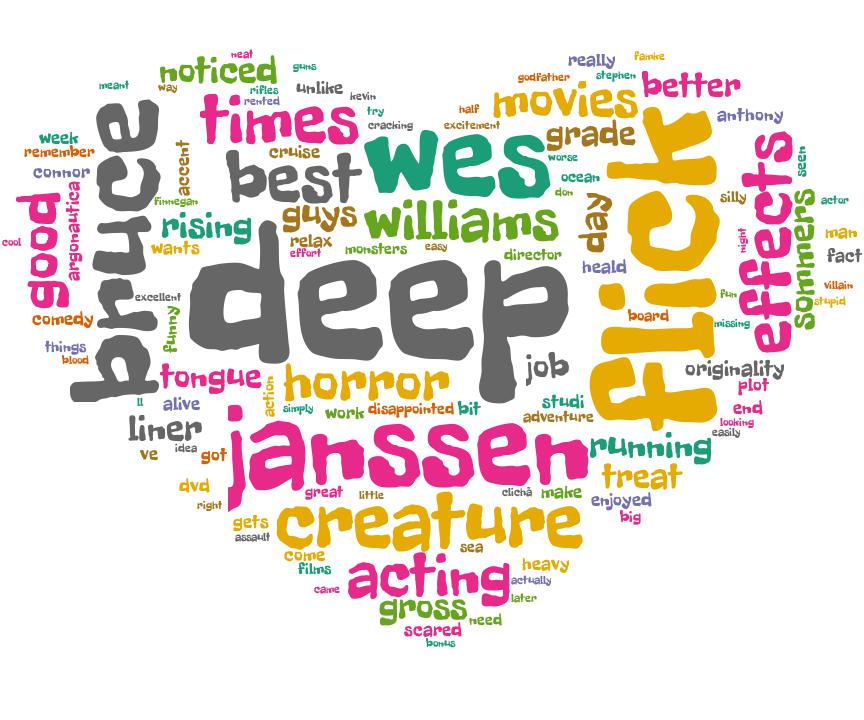 neat
noticed
guns
really
famke
meant
way
rifles
unlike
godfather
stephen
better
rented
kevin
movies
times
try
half
anthony
bruce
cracking
excitement
grade
week
remember
accent
cruise
wes
worse
flick
effects
seen
connor
best
ocean
good
argonautica
finnegan
guys
williams
don
day
silly
sommers
actor
cool
rising
wants
relax
effort
monsters
easy
director
heald
night
man
fact
deep
excellent
fun
villain
stupid
comedy
funny
board
missing
things
blood
tongue
horror
job
originality
plot
ll
alive
action
simply
work
disappointed
bit
studi
adventure
end
looking
easily
liner
idea
janssen
running
ve
got
treat
dvd
right
great
little
clichã
make
enjoyed
big
gets
assault
creature
sea
come
films
heavy
came
acting
actually
gross
need
later
scared
bonus